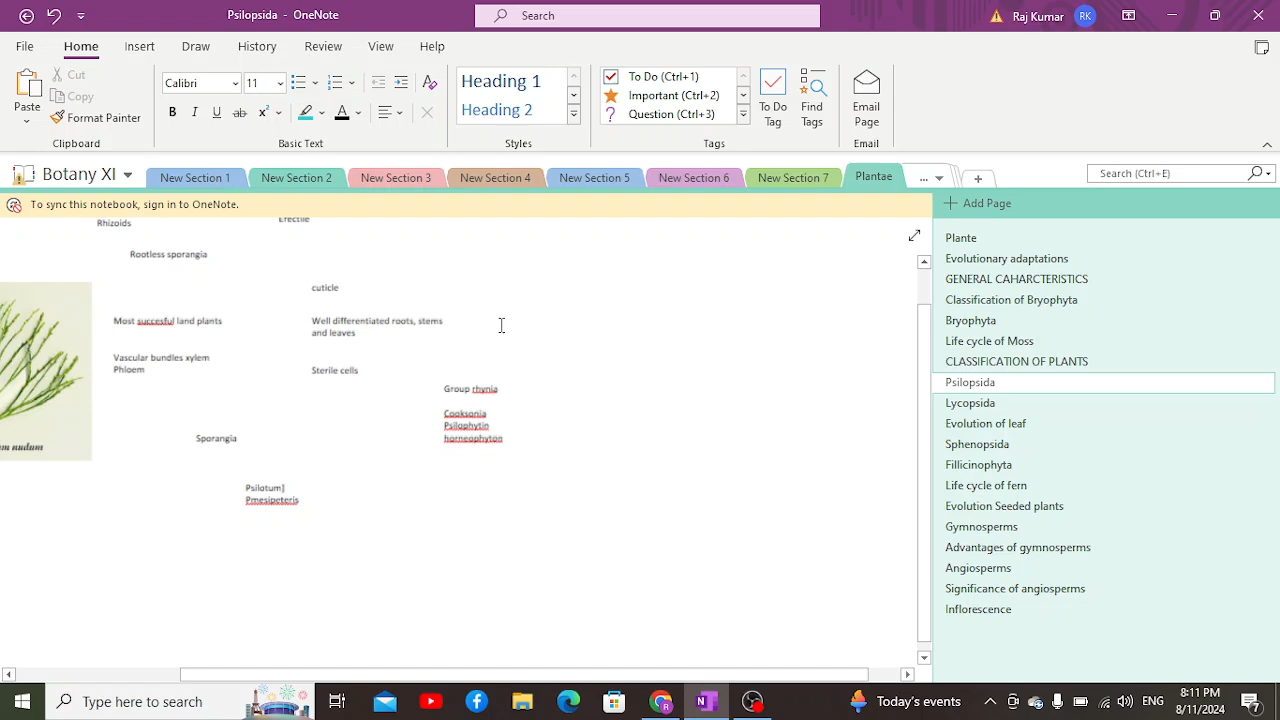 Search
Raj Kumar RK
File Home Insert Draw History Review View Help
Paste
Cut
Copy
Format Painter
Clipboard
Calibri 11
B I U ab x² A
Basic Text
Heading 1
Heading 2
Styles
To Do (Ctrl+1)
Important (Ctrl+2)
Question (Ctrl+3)
To Do Tag
Find Tags
Tags
Email Page
Email
Botany XI New Section 1 New Section 2 New Section 3 New Section 4 New Section 5 New Section 6 New Section 7 Plantae ... Search (Ctrl+E)
To sync this notebook, sign in to OneNote.
Add Page
Rhizoids
Erectile
Rootless sporangia
cuticle
Most succesful land plants
Well differentiated roots, stems
and leaves
Vascular bundles xylem
Phloem
Sterile cells
Group rhynia
Cooksonia
Psilophytin
horneophyton
Sporangia
um nudum
Psilotum]
Pmesipeteris
Plante
Evolutionary adaptations
GENERAL CAHARCTERISTICS
Classification of Bryophyta
Bryophyta
Life cycle of Moss
CLASSIFICATION OF PLANTS
Psilopsida
Lycopsida
Evolution of leaf
Sphenopsida
Fillicinophyta
Life cycle of fern
Evolution Seeded plants
Gymnosperms
Advantages of gymnosperms
Angiosperms
Significance of angiosperms
Inflorescence
Type here to search
Today's events
ENG
8:11 PM
8/11/2024
7